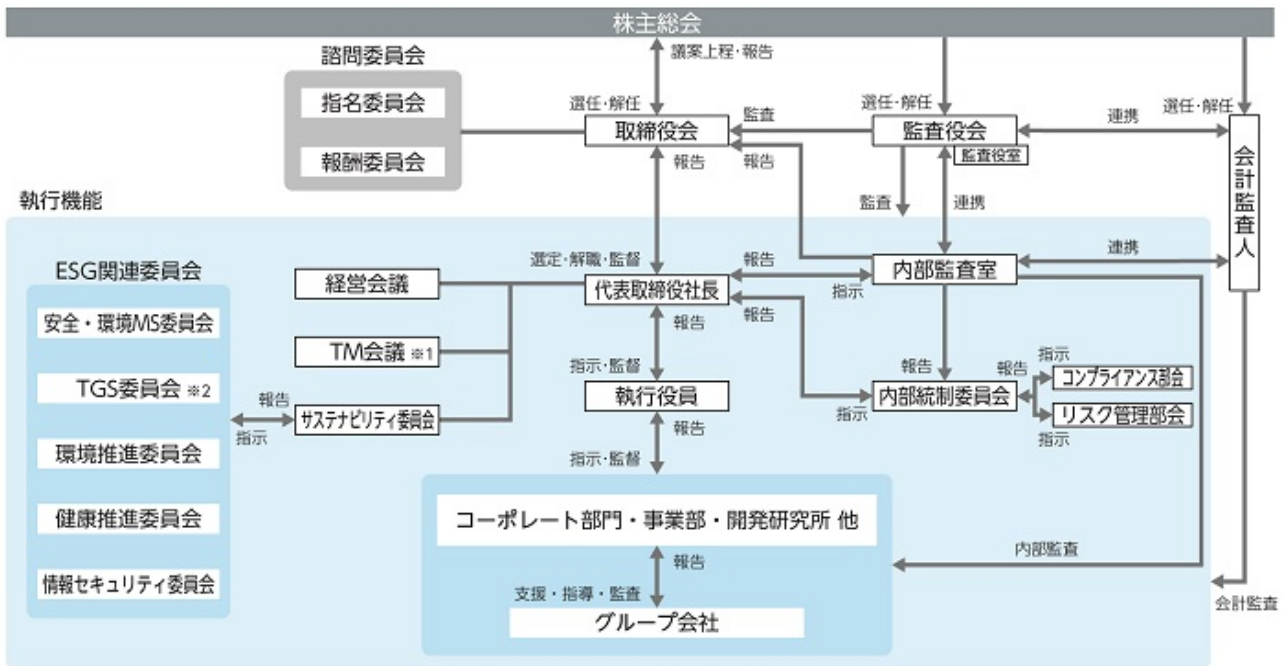 株主総会
諮問委員会
指名委員会
報酬委員会
議案上程・報告
選任・解任
取締役会
監査
報告
報告
選任・解任
監査役会
監査役室
連携
選任・解任
会計監査人
監査
連携
執行機能
ESG関連委員会
安全・環境MS委員会
TGS委員会 ※2
環境推進委員会
健康推進委員会
情報セキュリティ委員会
報告
指示
経営会議
TM会議 ※1
サステナビリティ委員会
選定・解職・監督
代表取締役社長
報告
報告
指示
報告
内部監査室
連携
指示・監督
執行役員
報告
指示・監督
報告
内部統制委員会
指示
報告
指示
コンプライアンス部会
リスク管理部会
指示
コーポレート部門・事業部・開発研究所 他
報告
支援・指導・監査
グループ会社
内部監査
会計監査